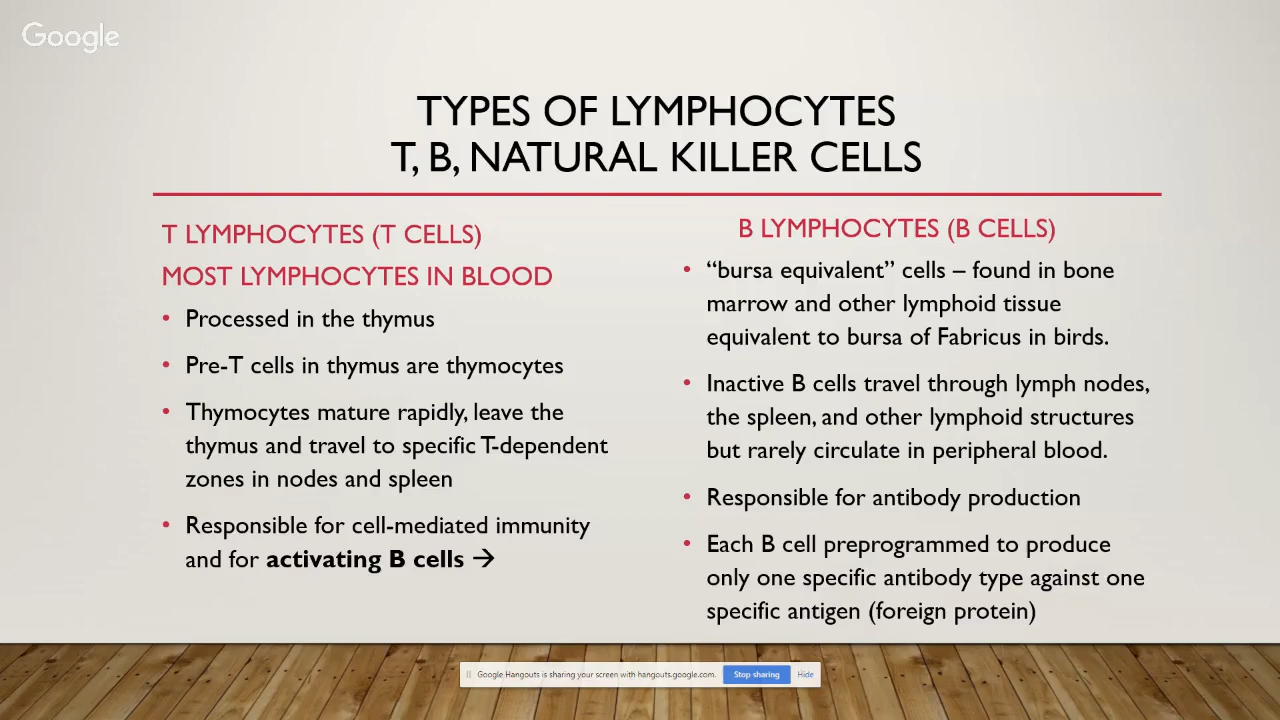 Google
TYPES OF LYMPHOCYTES
T, B, NATURAL KILLER CELLS
T LYMPHOCYTES (T CELLS)
MOST LYMPHOCYTES IN BLOOD
• Processed in the thymus
• Pre-T cells in thymus are thymocytes
• Thymocytes mature rapidly, leave the
thymus and travel to specific T-dependent
zones in nodes and spleen
• Responsible for cell-mediated immunity
and for activating B cells →
B LYMPHOCYTES (B CELLS)
• “bursa equivalent” cells – found in bone
marrow and other lymphoid tissue
equivalent to bursa of Fabricus in birds.
• Inactive B cells travel through lymph nodes,
the spleen, and other lymphoid structures
but rarely circulate in peripheral blood.
• Responsible for antibody production
• Each B cell preprogrammed to produce
only one specific antibody type against one
specific antigen (foreign protein)
Google Hangouts is sharing your screen with hangouts.google.com. Stop sharing Hide